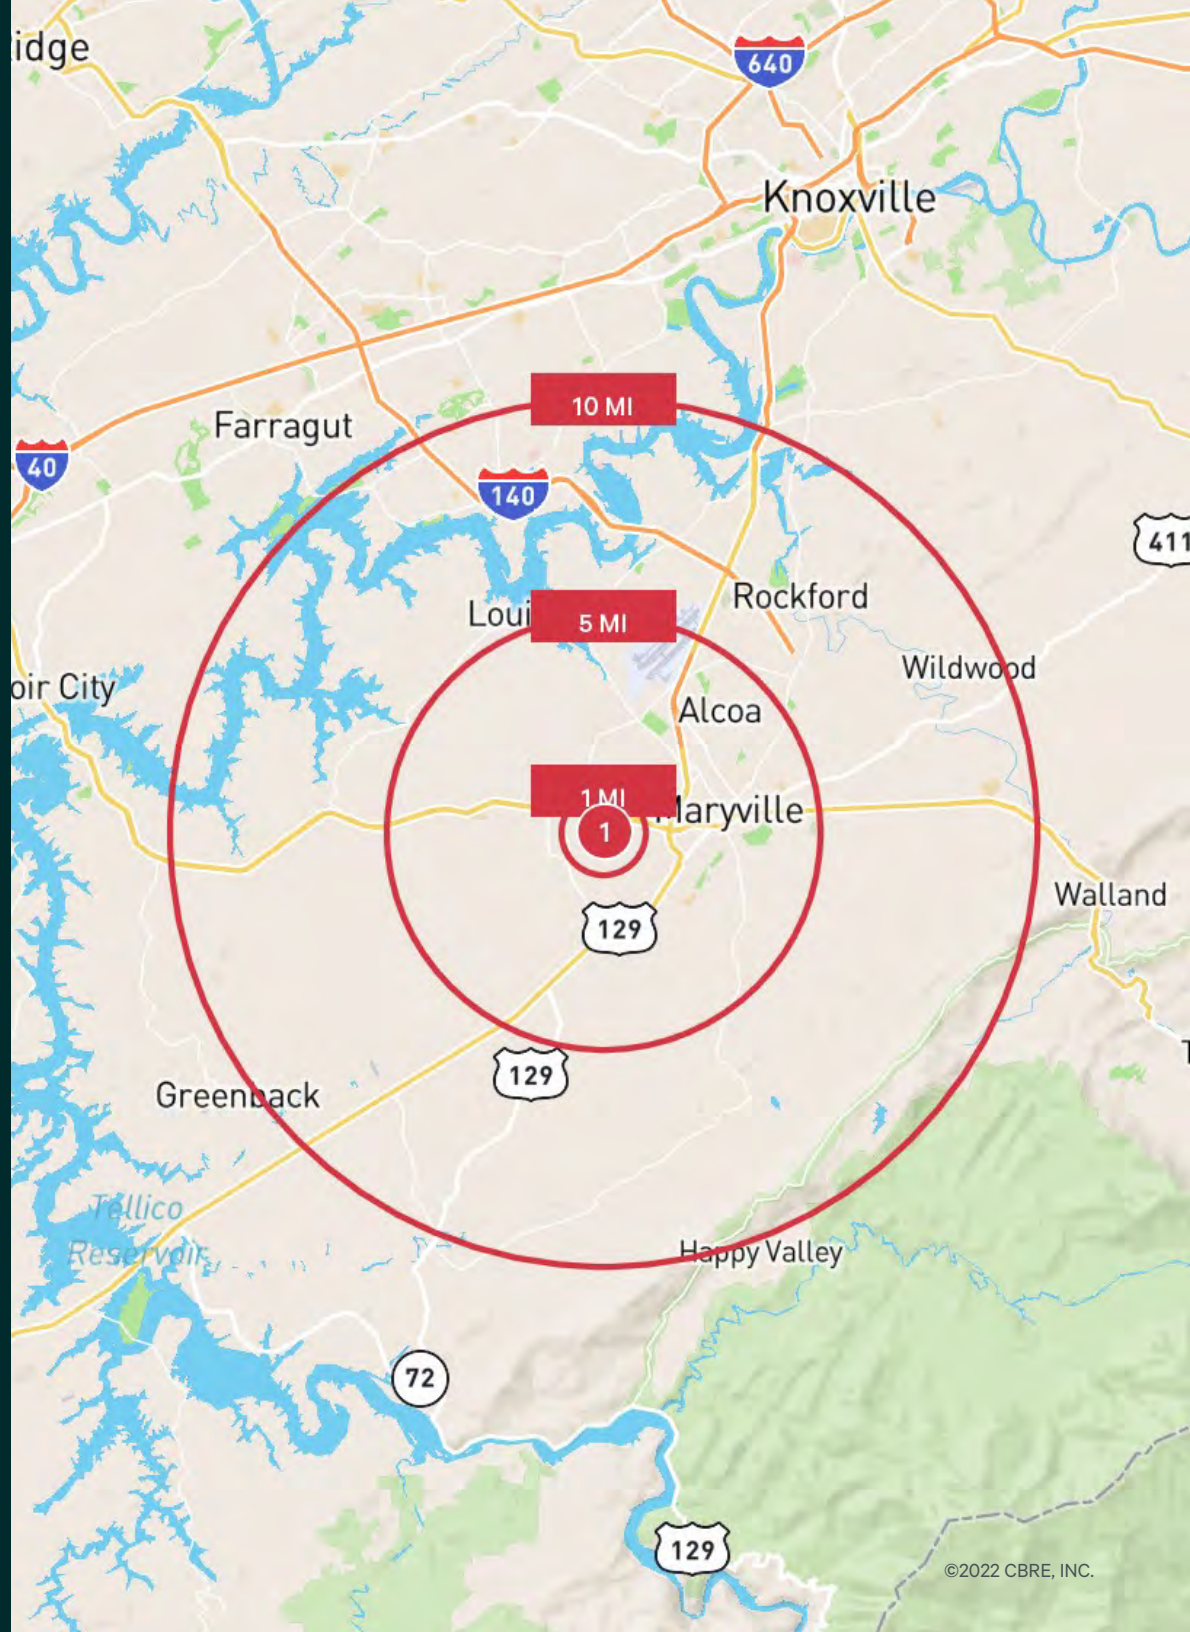 idge
640
Knoxville
10 MI
Farragut
40
140
411
Rockford
Loui
5 MI
Wildwood
oir City
Alcoa
1 MI
Maryville
1
Walland
129
T
129
Greenback
Tellico
Reservoir
Happy Valley
72
129
©2022 CBRE, INC.